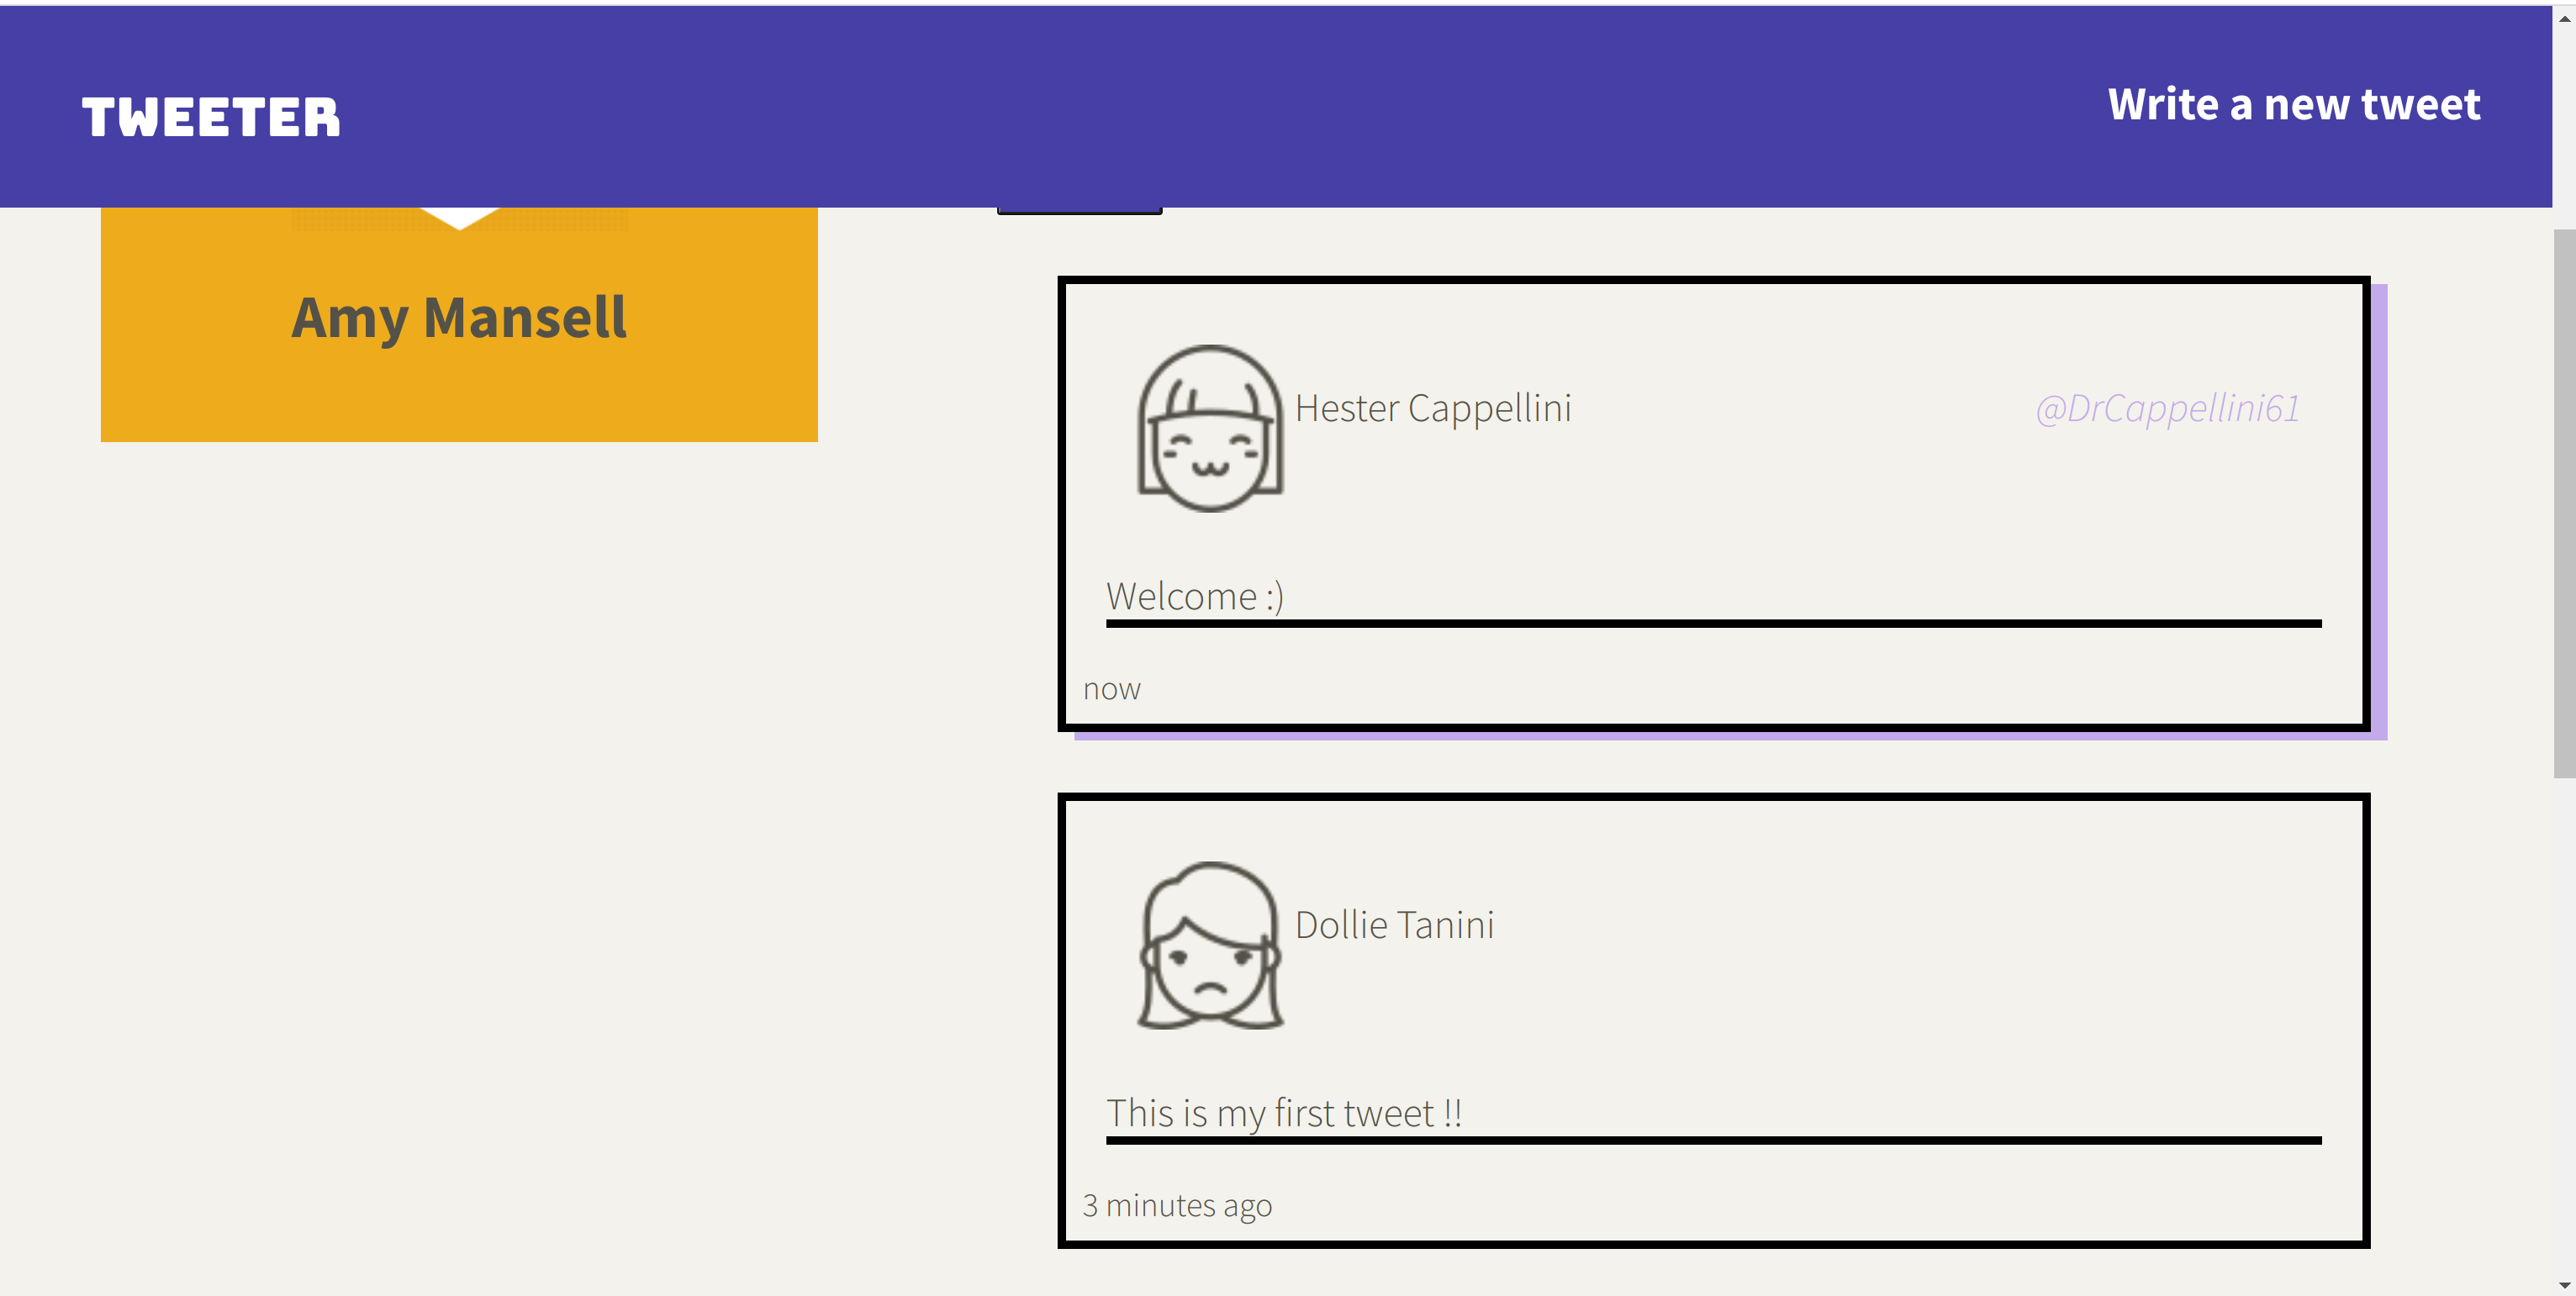 TWEETER
Write a new tweet
Amy Mansell
Hester Cappellini
@DrCappellini61
Welcome :)
now
Dollie Tanini
This is my first tweet !!
3 minutes ago